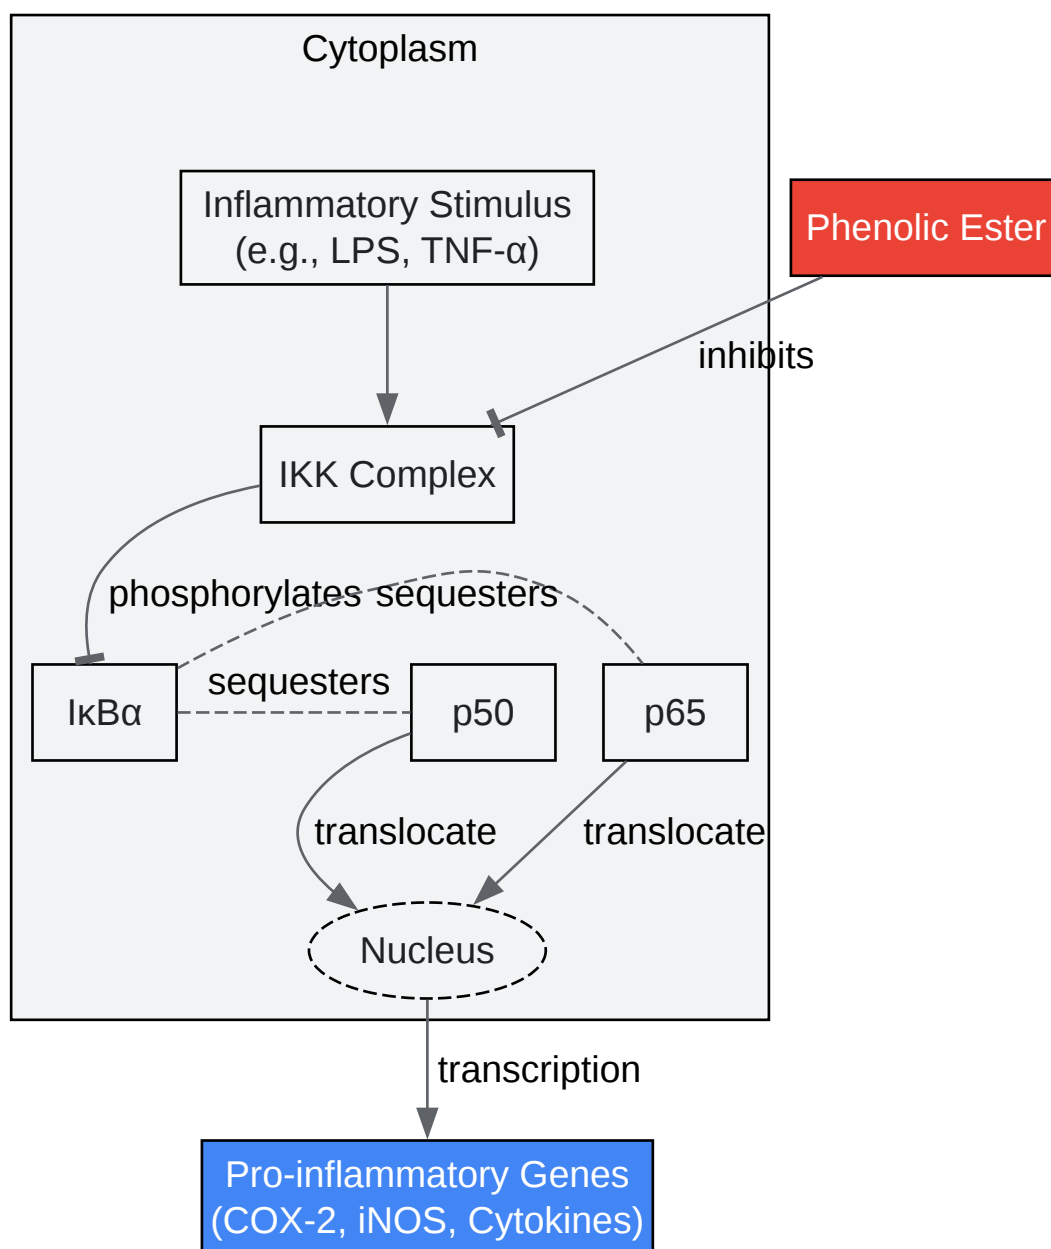 Cytoplasm
Inflammatory Stimulus
(e.g., LPS, TNF-α)
Phenolic Ester
inhibits
IKK Complex
phosphorylates
sequesters
sequesters
IκBα
p50
p65
translocate
translocate
Nucleus
transcription
Pro-inflammatory Genes
(COX-2, iNOS, Cytokines)